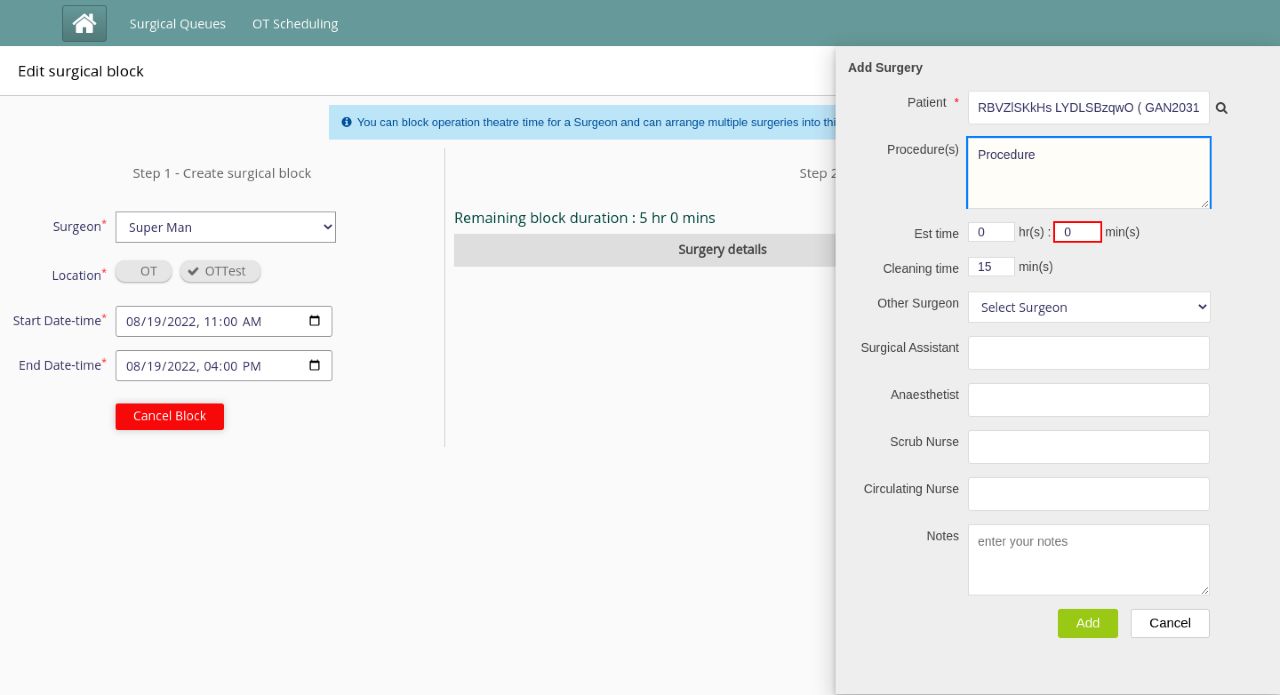 Surgical Queues OT Scheduling
Edit surgical block
You can block operation theatre time for a Surgeon and can arrange multiple surgeries into thi
Step 1 - Create surgical block
Surgeon* Super Man
Location* OT OTTest
Start Date-time* 08/19/2022, 11:00 AM
End Date-time* 08/19/2022, 04:00 PM
Cancel Block
Step 2
Remaining block duration : 5 hr 0 mins
Surgery details
Add Surgery
Patient * RBVZlSKkHs LYDLSBzqwO ( GAN2031
Procedure(s) Procedure
Est time 0 hr(s) : 0 min(s)
Cleaning time 15 min(s)
Other Surgeon Select Surgeon
Surgical Assistant
Anaesthetist
Scrub Nurse
Circulating Nurse
Notes enter your notes
Add Cancel